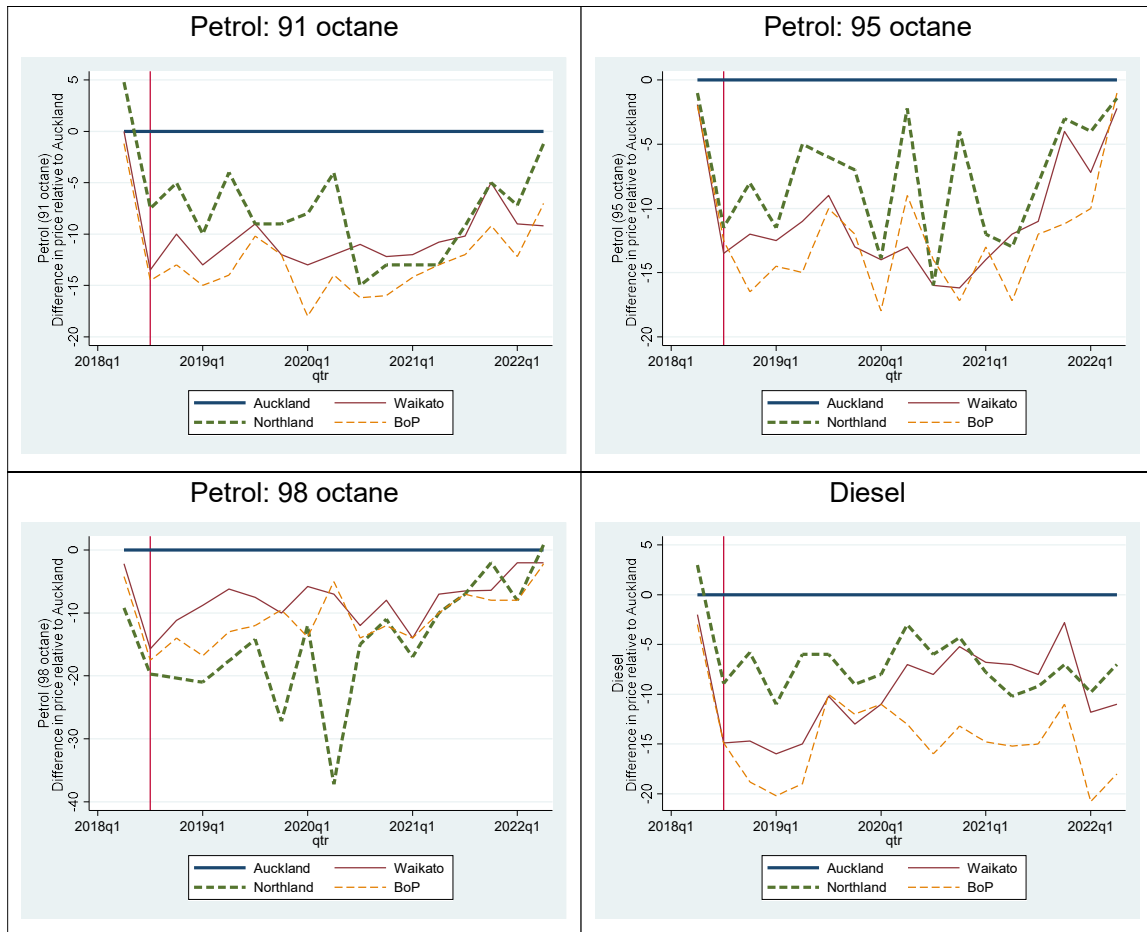 Petrol: 91 octane
Petrol (91 octane)
Difference in price relative to Auckland
5
0
-5
-10
-15
-20
2018q1 2019q1 2020q1 2021q1 2022q1
qtr
Auckland Waikato
Northland BoP
Petrol: 95 octane
Petrol (95 octane)
Difference in price relative to Auckland
0
-5
-10
-15
-20
2018q1 2019q1 2020q1 2021q1 2022q1
qtr
Auckland Waikato
Northland BoP
Petrol: 98 octane
Petrol (98 octane)
Difference in price relative to Auckland
0
-10
-20
-30
-40
2018q1 2019q1 2020q1 2021q1 2022q1
qtr
Auckland Waikato
Northland BoP
Diesel
Diesel
Difference in price relative to Auckland
5
0
-5
-10
-15
-20
2018q1 2019q1 2020q1 2021q1 2022q1
qtr
Auckland Waikato
Northland BoP